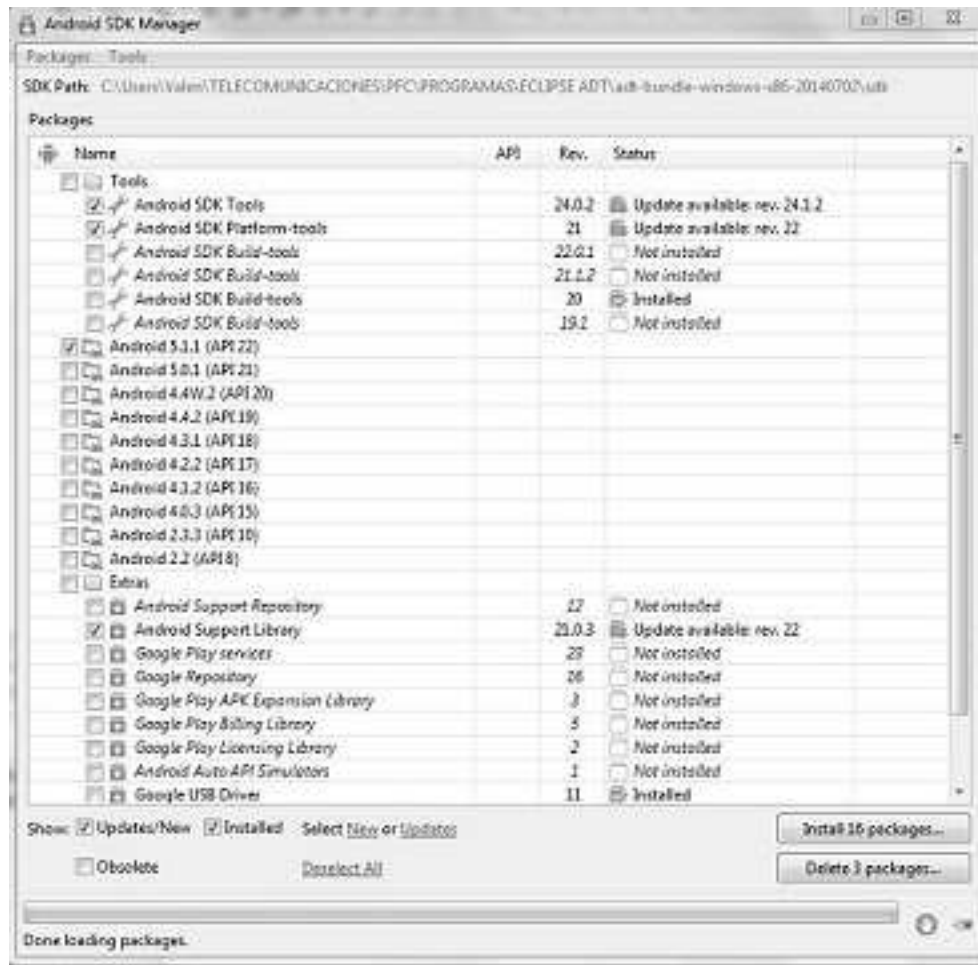 Android SDK Manager
Packages Tools
SDK Path: C:\Users\Valen\TELECOMUNICACIONES\PFC\PROGRAMAS\ECLIPSE ADT\adt-bundle-windows-x86-20140702\sdk
Packages
Name API Rev. Status
Tools
Android SDK Tools 24.0.2 Update available: rev. 24.1.2
Android SDK Platform-tools 21 Update available: rev. 22
Android SDK Build-tools 22.0.1 Not installed
Android SDK Build-tools 21.1.2 Not installed
Android SDK Build-tools 20 Installed
Android SDK Build-tools 19.1 Not installed
Android 5.1.1 (API 22)
Android 5.0.1 (API 21)
Android 4.4W.2 (API 20)
Android 4.4.2 (API 19)
Android 4.3.1 (API 18)
Android 4.2.2 (API 17)
Android 4.1.2 (API 16)
Android 4.0.3 (API 15)
Android 2.3.3 (API 10)
Android 2.2 (API 8)
Extras
Android Support Repository 12 Not installed
Android Support Library 21.0.3 Update available: rev. 22
Google Play services Not installed
Google Repository Not installed
Google Play APK Expansion Library 3 Not installed
Google Play Billing Library 5 Not installed
Google Play Licensing Library 2 Not installed
Android Auto API Simulators 1 Not installed
Google USB Driver 11 Installed
Show: Updates/New Installed Select New or Updates
Install 16 packages...
Obsolete Deselect All
Delete 3 packages...
Done loading packages.